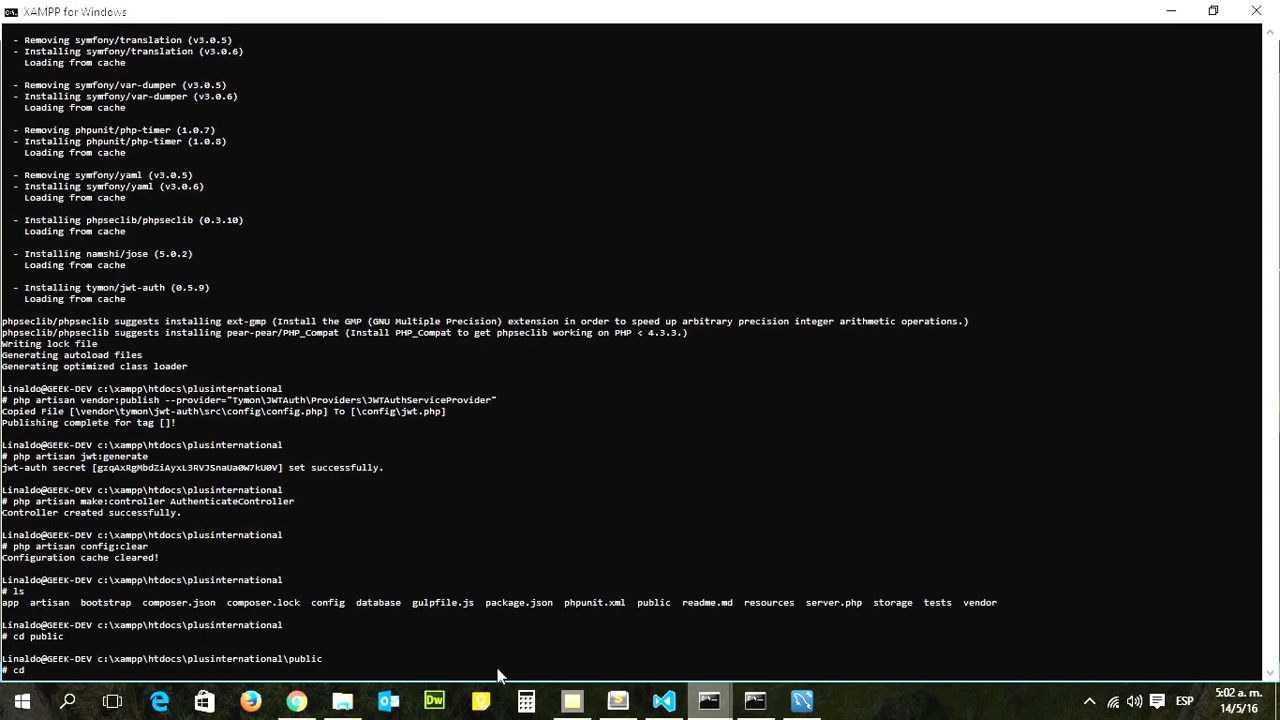 XAMPP for Windows
- Removing symfony/translation (v3.0.5)
- Installing symfony/translation (v3.0.6)
Loading from cache
- Removing symfony/var-dumper (v3.0.5)
- Installing symfony/var-dumper (v3.0.6)
Loading from cache
- Removing phpunit/php-timer (1.0.7)
- Installing phpunit/php-timer (1.0.8)
Loading from cache
- Removing symfony/yaml (v3.0.5)
- Installing symfony/yaml (v3.0.6)
Loading from cache
- Installing phpseclib/phpseclib (0.3.10)
Loading from cache
- Installing namshi/jose (5.0.2)
Loading from cache
- Installing tymon/jwt-auth (0.5.9)
Loading from cache
phpseclib/phpseclib suggests installing ext-gmp (Install the GMP (GNU Multiple Precision) extension in order to speed up arbitrary precision integer arithmetic operations.)
phpseclib/phpseclib suggests installing pear-pear/PHP_Compat (Install PHP_Compat to get phpseclib working on PHP < 4.3.3.)
Writing lock file
Generating autoload files
Generating optimized class loader
Linaldo@GEEK-DEV c:\xampp\htdocs\plusinternational
# php artisan vendor:publish --provider="Tymon\JWTAuth\Providers\JWTAuthServiceProvider"
Copied File [\vendor\tymon\jwt-auth\src\config\config.php] To [\config\jwt.php]
Publishing complete for tag []!
Linaldo@GEEK-DEV c:\xampp\htdocs\plusinternational
# php artisan jwt:generate
jwt-auth secret [gzqAxRgMbdZiAyxL3RVJSnaUa0W7kU0V] set successfully.
Linaldo@GEEK-DEV c:\xampp\htdocs\plusinternational
# php artisan make:controller AuthenticateController
Controller created successfully.
Linaldo@GEEK-DEV c:\xampp\htdocs\plusinternational
# php artisan config:clear
Configuration cache cleared!
Linaldo@GEEK-DEV c:\xampp\htdocs\plusinternational
# ls
app artisan bootstrap composer.json composer.lock config database gulpfile.js package.json phpunit.xml public readme.md resources server.php storage tests vendor
Linaldo@GEEK-DEV c:\xampp\htdocs\plusinternational
# cd public
Linaldo@GEEK-DEV c:\xampp\htdocs\plusinternational\public
# cd
Dw
ESP
5:02 a. m.
14/5/16